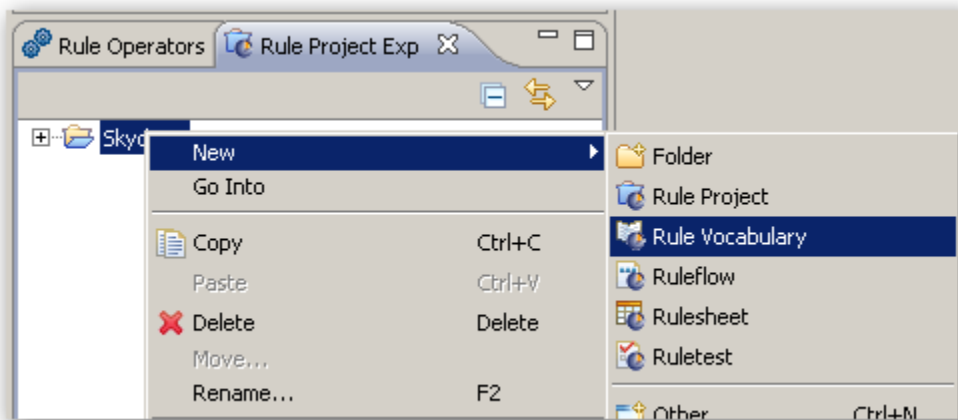 Rule Operators Rule Project Exp
New
Go Into
Copy Ctrl+C
Paste Ctrl+V
Delete Delete
Move...
Rename... F2
Folder
Rule Project
Rule Vocabulary
Ruleflow
Rulesheet
Ruletest
Other Ctrl+N